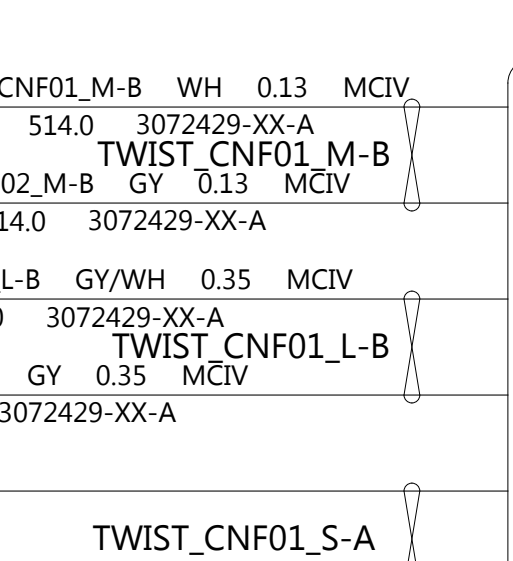 CNF01_M-B WH 0.13 MCIV
514.0 3072429-XX-A
TWIST_CNF01_M-B
02_M-B GY 0.13 MCIV
14.0 3072429-XX-A
L-B GY/WH 0.35 MCIV
3072429-XX-A
TWIST_CNF01_L-B
GY 0.35 MCIV
3072429-XX-A
TWIST_CNF01_S-A